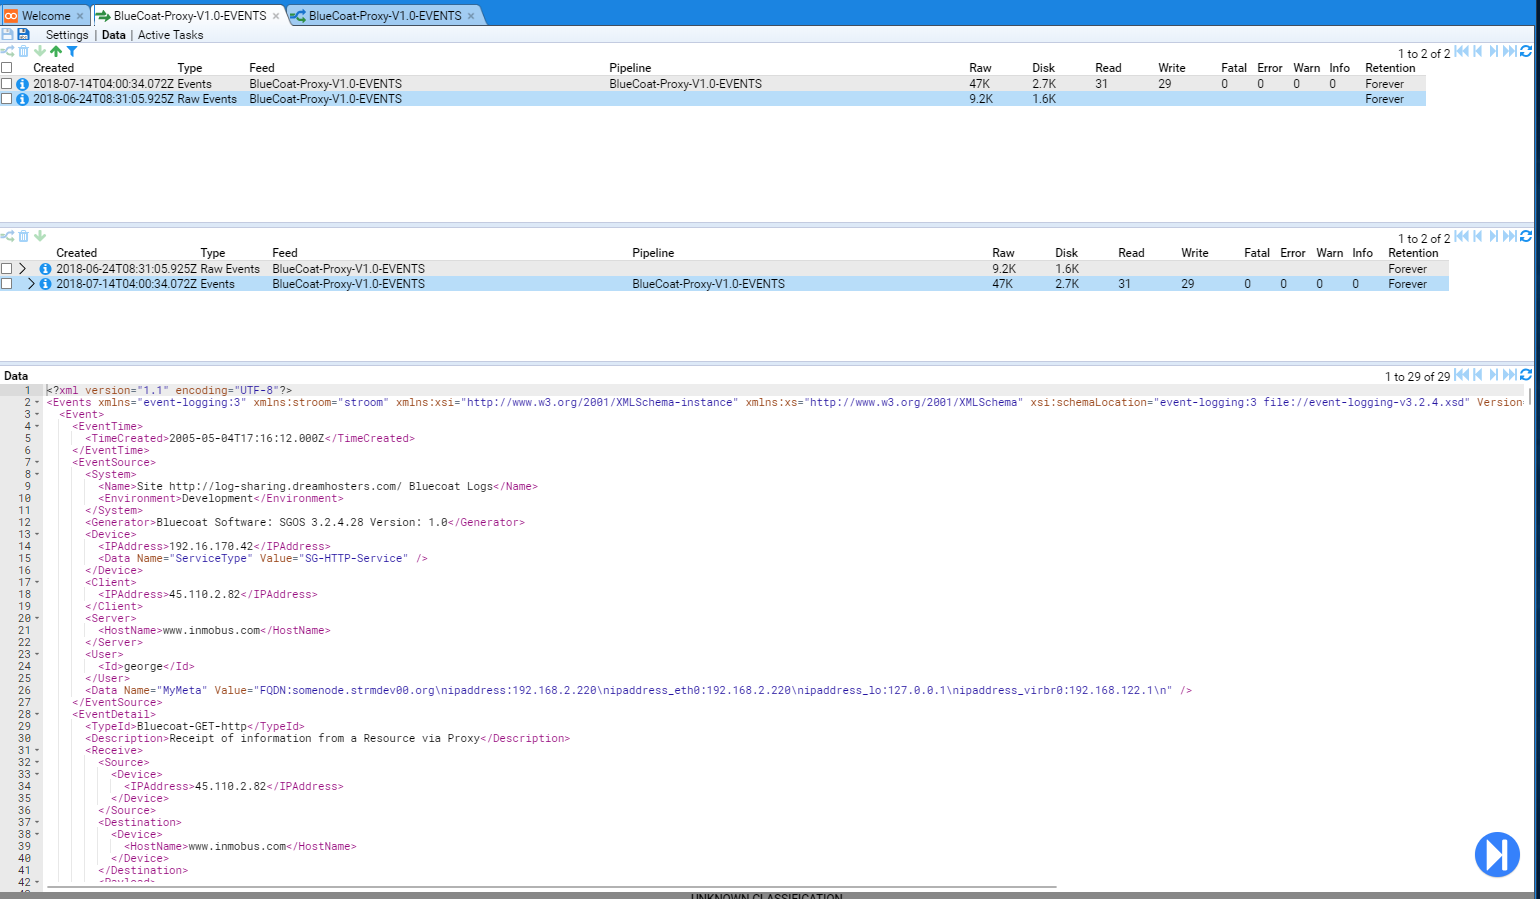 Welcome × BlueCoat-Proxy-V1.0-EVENTS × BlueCoat-Proxy-V1.0-EVENTS ×
Settings | Data | Active Tasks
1 to 2 of 2
Created Type Feed Pipeline Raw Disk Read Write Fatal Error Warn Info Retention
2018-07-14T04:00:34.072Z Events BlueCoat-Proxy-V1.0-EVENTS BlueCoat-Proxy-V1.0-EVENTS 47K 2.7K 31 29 0 0 0 0 Forever
2018-06-24T08:31:05.925Z Raw Events BlueCoat-Proxy-V1.0-EVENTS 9.2K 1.6K Forever
1 to 2 of 2
Created Type Feed Pipeline Raw Disk Read Write Fatal Error Warn Info Retention
2018-06-24T08:31:05.925Z Raw Events BlueCoat-Proxy-V1.0-EVENTS 9.2K 1.6K Forever
2018-07-14T04:00:34.072Z Events BlueCoat-Proxy-V1.0-EVENTS BlueCoat-Proxy-V1.0-EVENTS 47K 2.7K 31 29 0 0 0 0 Forever
Data 1 to 29 of 29
1 <?xml version="1.1" encoding="UTF-8"?>
2 <Events xmlns="event-logging:3" xmlns:stroom="stroom" xmlns:xsi="http://www.w3.org/2001/XMLSchema-instance" xmlns:xs="http://www.w3.org/2001/XMLSchema" xsi:schemaLocation="event-logging:3 file://event-logging-v3.2.4.xsd" Version
3 <Event>
4 <EventTime>
5 <TimeCreated>2005-05-04T17:16:12.000Z</TimeCreated>
6 </EventTime>
7 <EventSource>
8 <System>
9 <Name>Site http://log-sharing.dreamhosters.com/ Bluecoat Logs</Name>
10 <Environment>Development</Environment>
11 </System>
12 <Generator>Bluecoat Software: SGOS 3.2.4.28 Version: 1.0</Generator>
13 <Device>
14 <IPAddress>192.16.170.42</IPAddress>
15 <Data Name="ServiceType" Value="SG-HTTP-Service" />
16 </Device>
17 <Client>
18 <IPAddress>45.110.2.82</IPAddress>
19 </Client>
20 <Server>
21 <HostName>www.inmobus.com</HostName>
22 </Server>
23 <User>
24 <Id>george</Id>
25 </User>
26 <Data Name="MyMeta" Value="FQDN:somenode.strmdev00.org\nipaddress:192.168.2.220\nipaddress_eth0:192.168.2.220\nipaddress_lo:127.0.0.1\nipaddress_virbr0:192.168.122.1\n" />
27 </EventSource>
28 <EventDetail>
29 <TypeId>Bluecoat-GET-http</TypeId>
30 <Description>Receipt of information from a Resource via Proxy</Description>
31 <Receive>
32 <Source>
33 <Device>
34 <IPAddress>45.110.2.82</IPAddress>
35 </Device>
36 </Source>
37 <Destination>
38 <Device>
39 <HostName>www.inmobus.com</HostName>
40 </Device>
41 </Destination>
42 <Payload>
UNKNOWN CLASSIFICATION